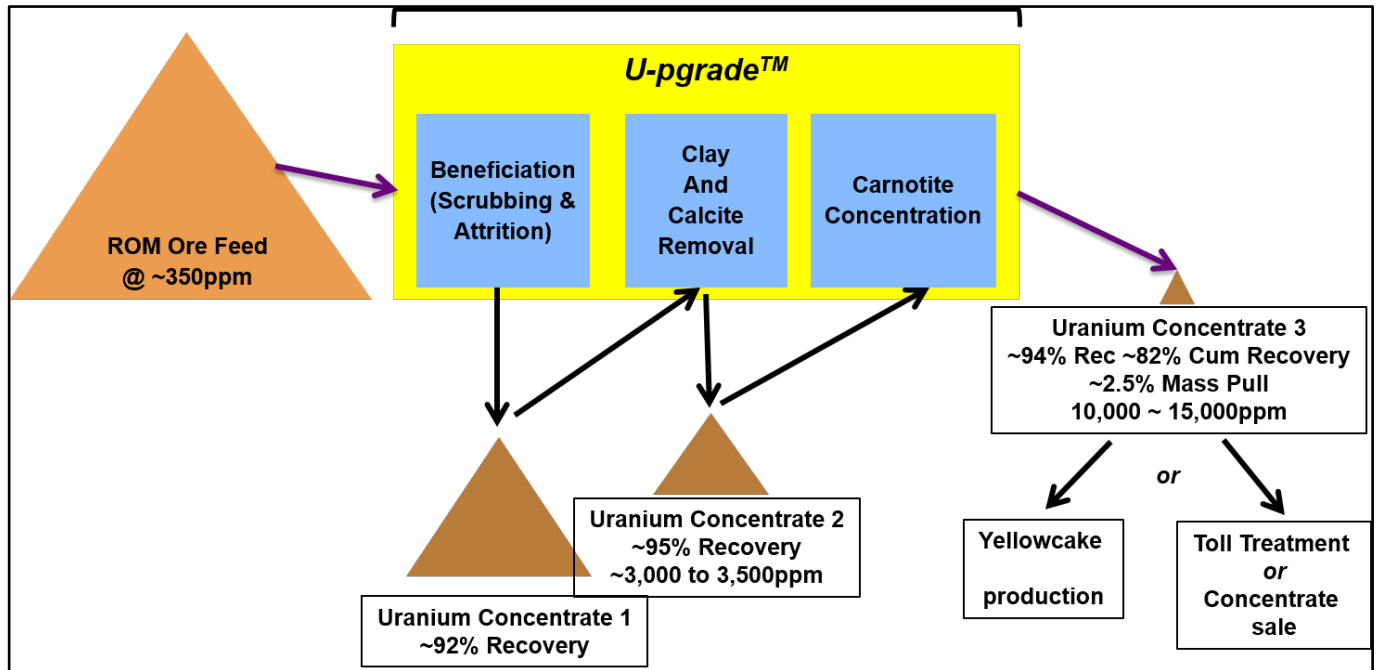 U-pgrade™
Beneficiation
(Scrubbing &
Attrition)
Clay
And
Calcite
Removal
Carnotite
Concentration
ROM Ore Feed
@ ~350ppm
Uranium Concentrate 1
~92% Recovery
Uranium Concentrate 2
~95% Recovery
~3,000 to 3,500ppm
Uranium Concentrate 3
~94% Rec ~82% Cum Recovery
~2.5% Mass Pull
10,000 ~ 15,000ppm
or
Yellowcake
production
Toll Treatment
or
Concentrate
sale